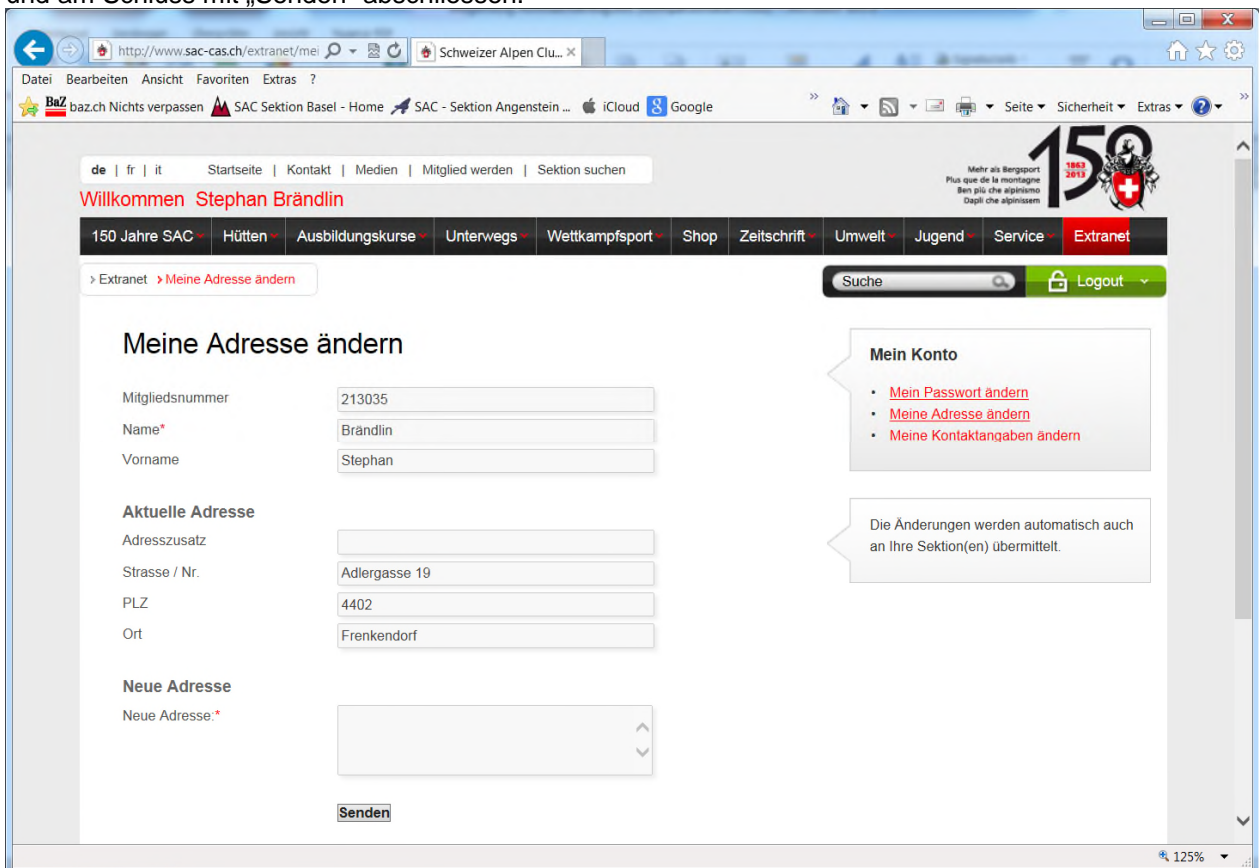 und am Schluss mit „Senden“ abschliessen.
http://www.sac-cas.ch/extranet/mei
Schweizer Alpen Clu...
Datei Bearbeiten Ansicht Favoriten Extras ?
BaZ baz.ch Nichts verpassen SAC Sektion Basel - Home SAC - Sektion Angenstein ... iCloud 8 Google » Seite Sicherheit Extras ? »
de | fr | it Startseite | Kontakt | Medien | Mitglied werden | Sektion suchen
Mehr als Bergsport
Plus que de la montagne
Ben più che alpinismo
Dapli che alpinissem
150
1863
2013
Willkommen Stephan Brändlin
150 Jahre SAC Hütten Ausbildungskurse Unterwegs Wettkampfsport Shop Zeitschrift Umwelt Jugend Service Extranet
> Extranet > Meine Adresse ändern
Suche
Logout
Meine Adresse ändern
Mitgliedsnummer 213035
Name* Brändlin
Vorname Stephan
Aktuelle Adresse
Adresszusatz
Strasse / Nr. Adlergasse 19
PLZ 4402
Ort Frenkendorf
Neue Adresse
Neue Adresse:*
Senden
Mein Konto
• Mein Passwort ändern
• Meine Adresse ändern
• Meine Kontaktangaben ändern
Die Änderungen werden automatisch auch
an Ihre Sektion(en) übermittelt.
125%